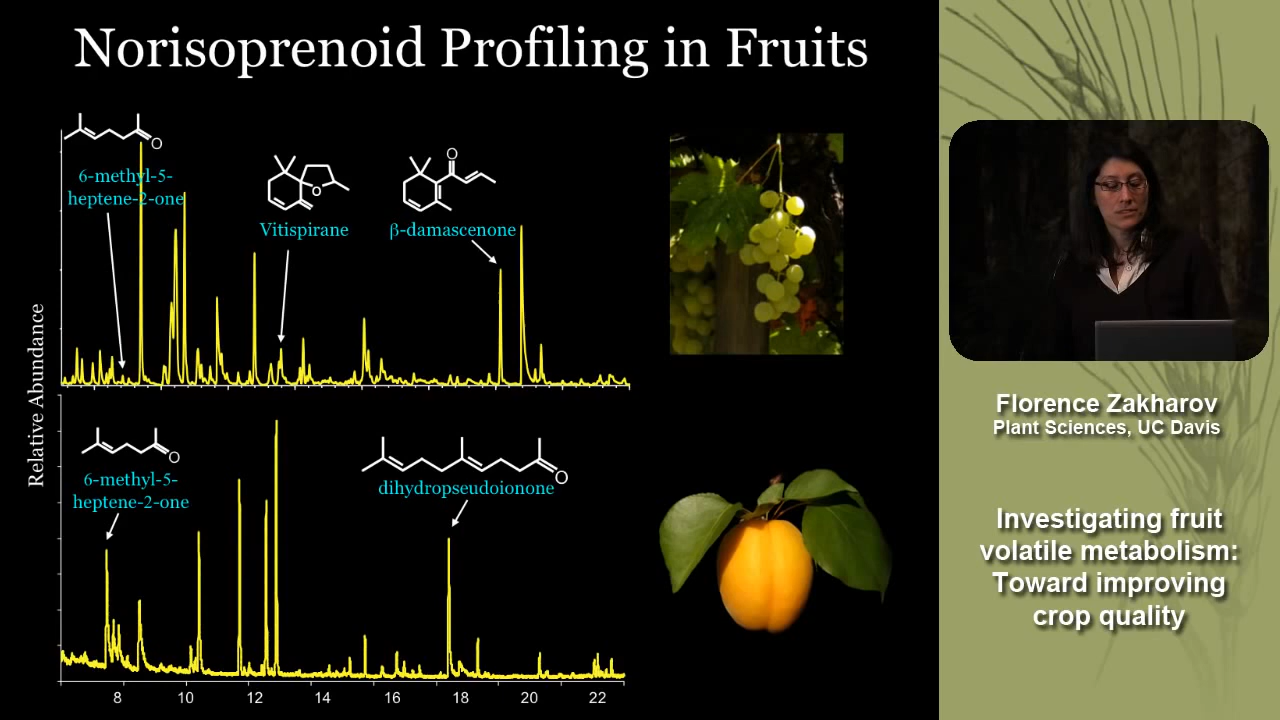 Norisoprenoid Profiling in Fruits
O
6-methyl-5-
heptene-2-one
O
Vitispirane
O
β-damascenone
Relative Abundance
O
6-methyl-5-
heptene-2-one
O
dihydropseudoionone
8 10 12 14 16 18 20 22
Florence Zakharov
Plant Sciences, UC Davis
Investigating fruit
volatile metabolism:
Toward improving
crop quality